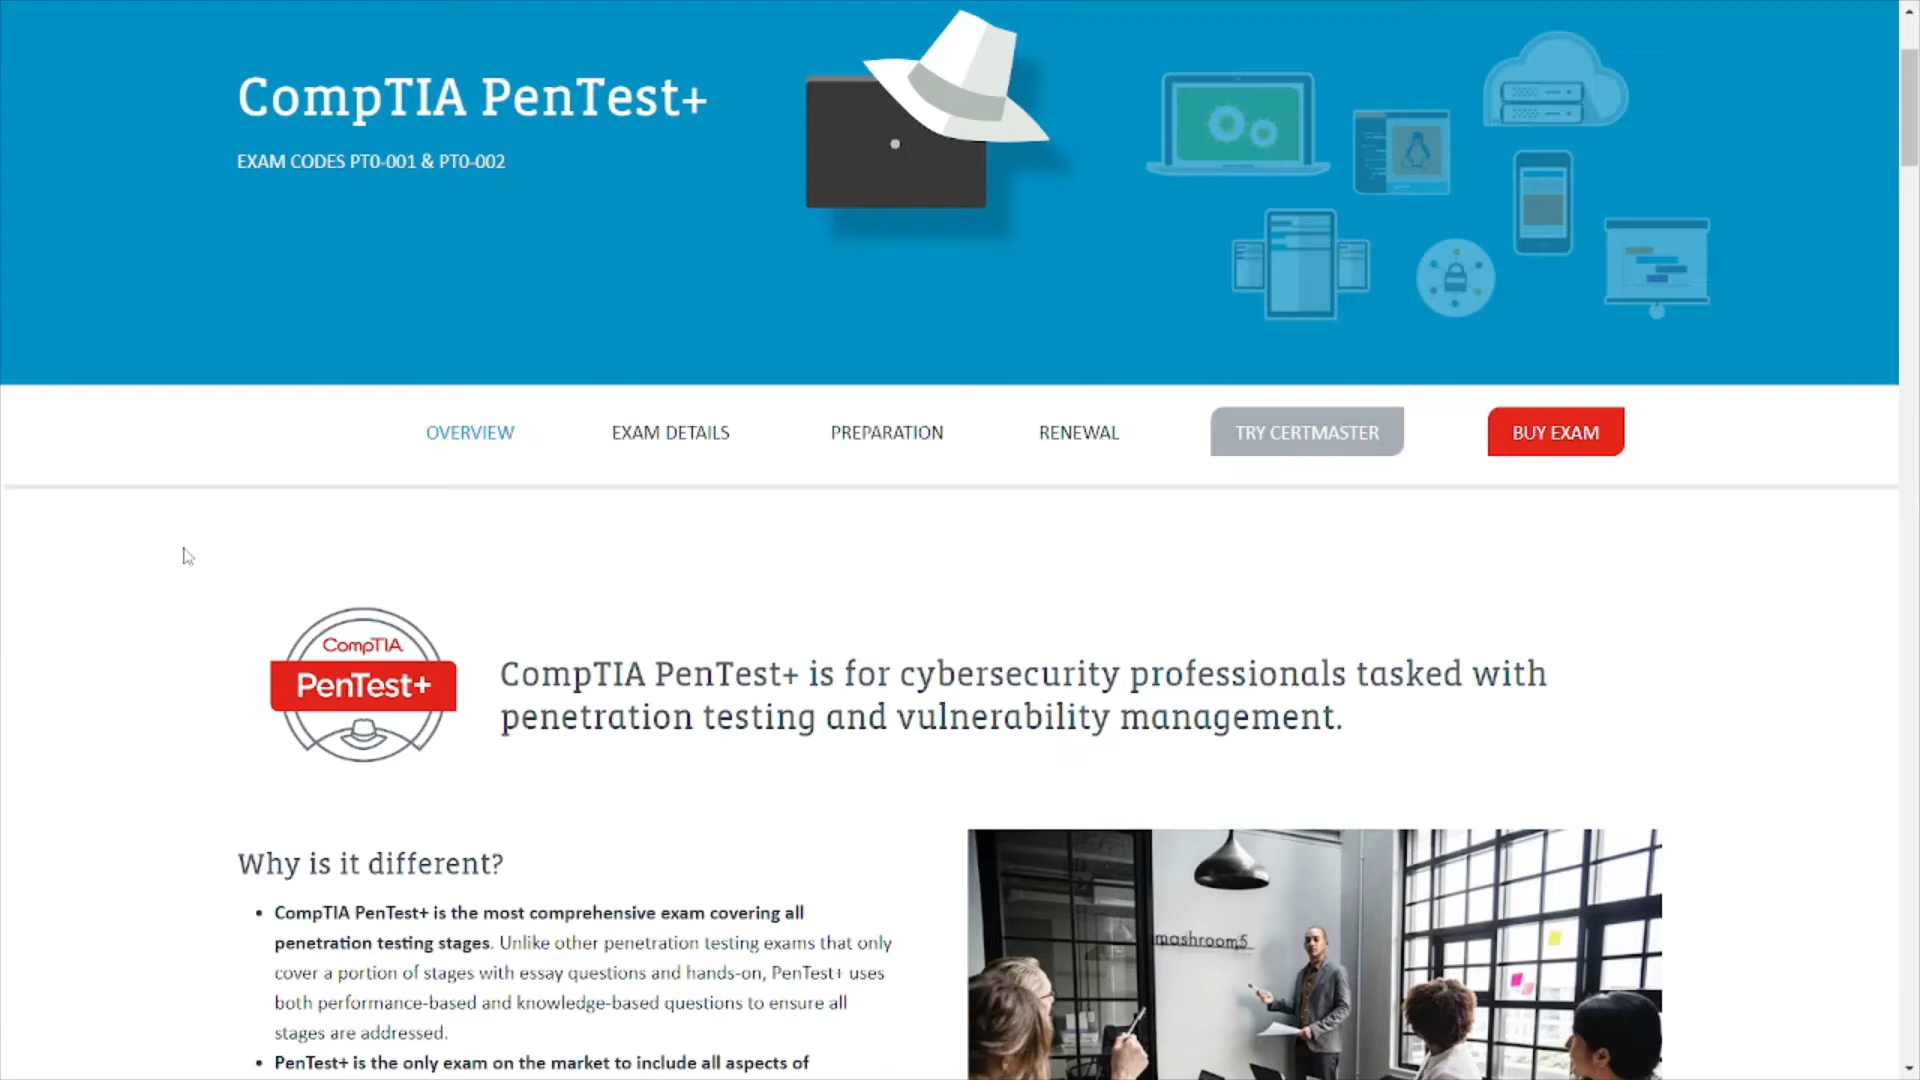 CompTIA PenTest+
EXAM CODES PT0-001 & PT0-002
OVERVIEW
EXAM DETAILS
PREPARATION
RENEWAL
TRY CERTMASTER
BUY EXAM
CompTIA
PenTest+
CompTIA PenTest+ is for cybersecurity professionals tasked with
penetration testing and vulnerability management.
Why is it different?
• CompTIA PenTest+ is the most comprehensive exam covering all
penetration testing stages. Unlike other penetration testing exams that only
cover a portion of stages with essay questions and hands-on, PenTest+ uses
both performance-based and knowledge-based questions to ensure all
stages are addressed.
• PenTest+ is the only exam on the market to include all aspects of
mashroom5